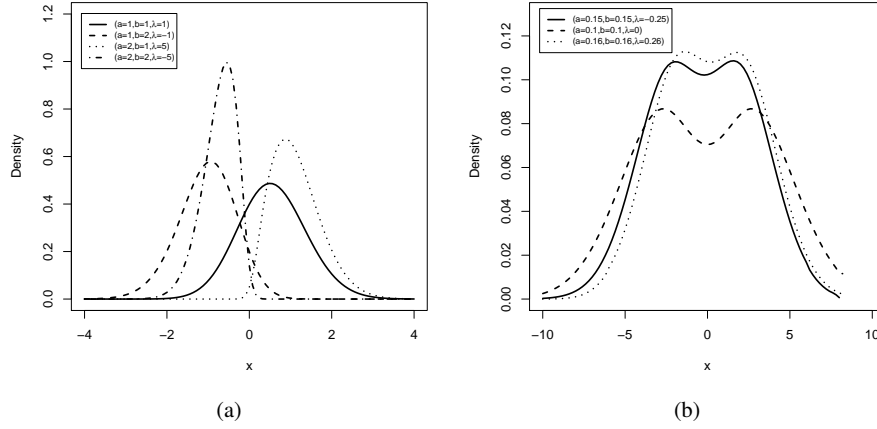 (a=1,b=1,λ=1)
(a=1,b=2,λ=−1)
(a=2,b=1,λ=5)
(a=2,b=2,λ=−5)
Density
0.0 0.2 0.4 0.6 0.8 1.0 1.2
−4 −2 0 2 4
x
(a)
(a=0.15,b=0.15,λ=−0.25)
(a=0.1,b=0.1,λ=0)
(a=0.16,b=0.16,λ=0.26)
Density
0.00 0.02 0.04 0.06 0.08 0.10 0.12
−10 −5 0 5 10
x
(b)